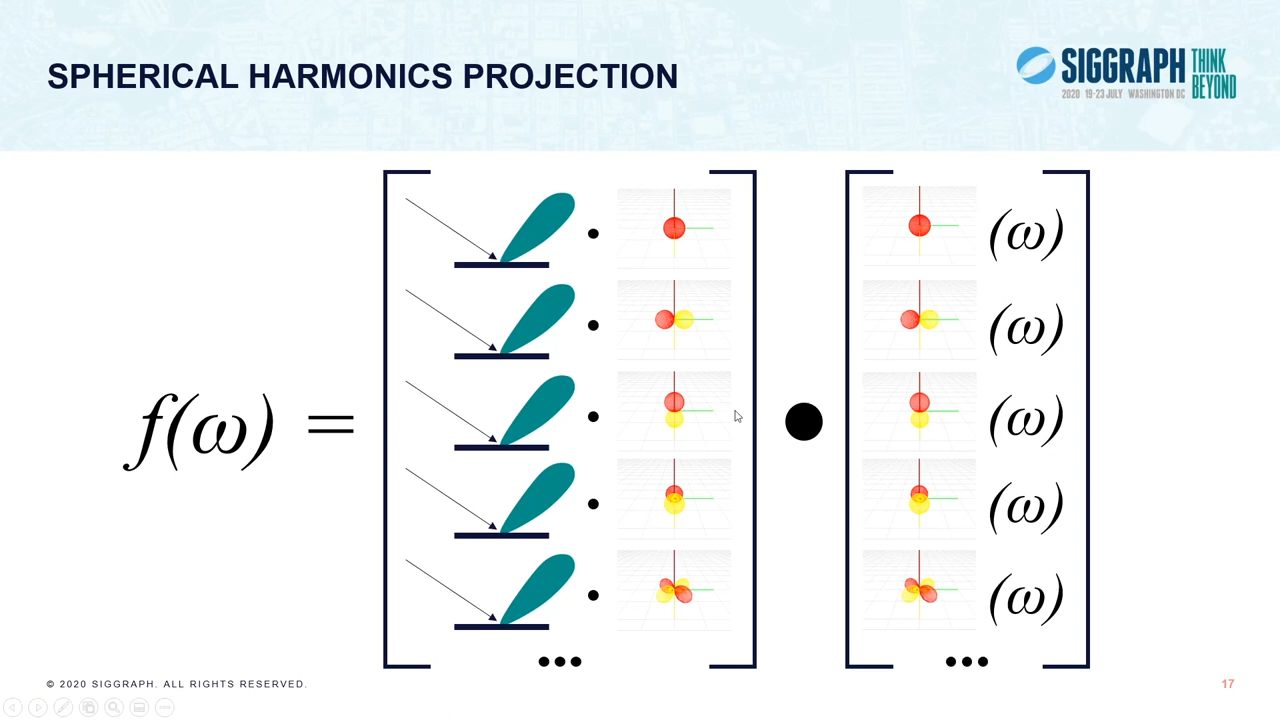 SPHERICAL HARMONICS PROJECTION
SIGGRAPH THINK BEYOND
2020 19-23 JULY WASHINGTON DC
(ω)
(ω)
f(ω) =
(ω)
(ω)
(ω)
© 2020 SIGGRAPH. ALL RIGHTS RESERVED.
17